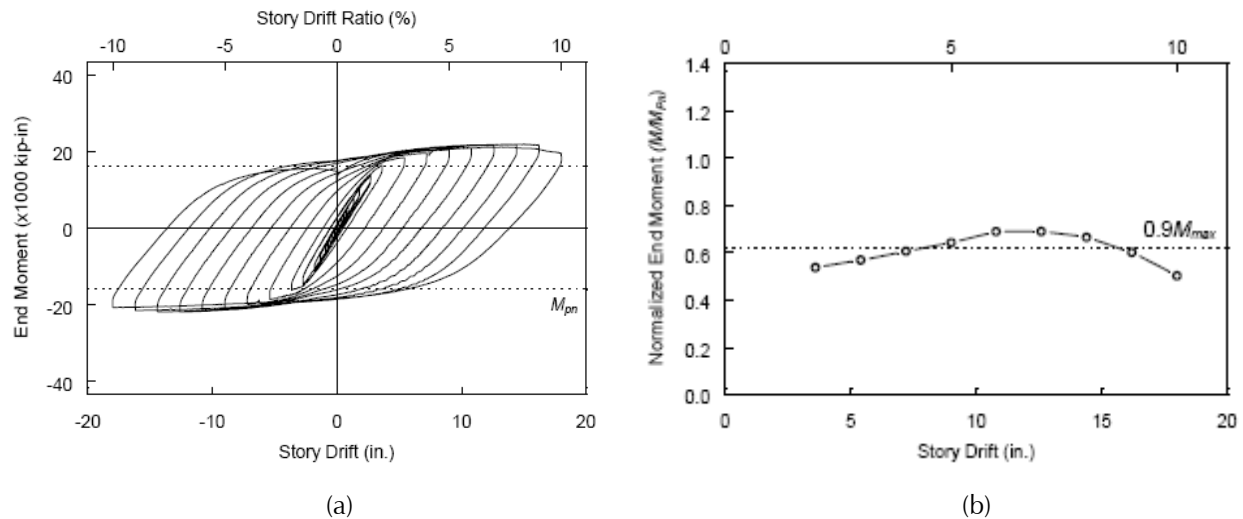 Story Drift Ratio (%)
-10 -5 0 5 10
40
20
0
-20
-40
End Moment (x1000 kip-in)
M_pn
-20 -10 0 10 20
Story Drift (in.)
(a)
0 5 10
1.4
1.2
1.0
0.8
0.6
0.4
0.2
0.0
Normalized End Moment (M/M_Pn)
0.9M_max
0 5 10 15 20
Story Drift (in.)
(b)